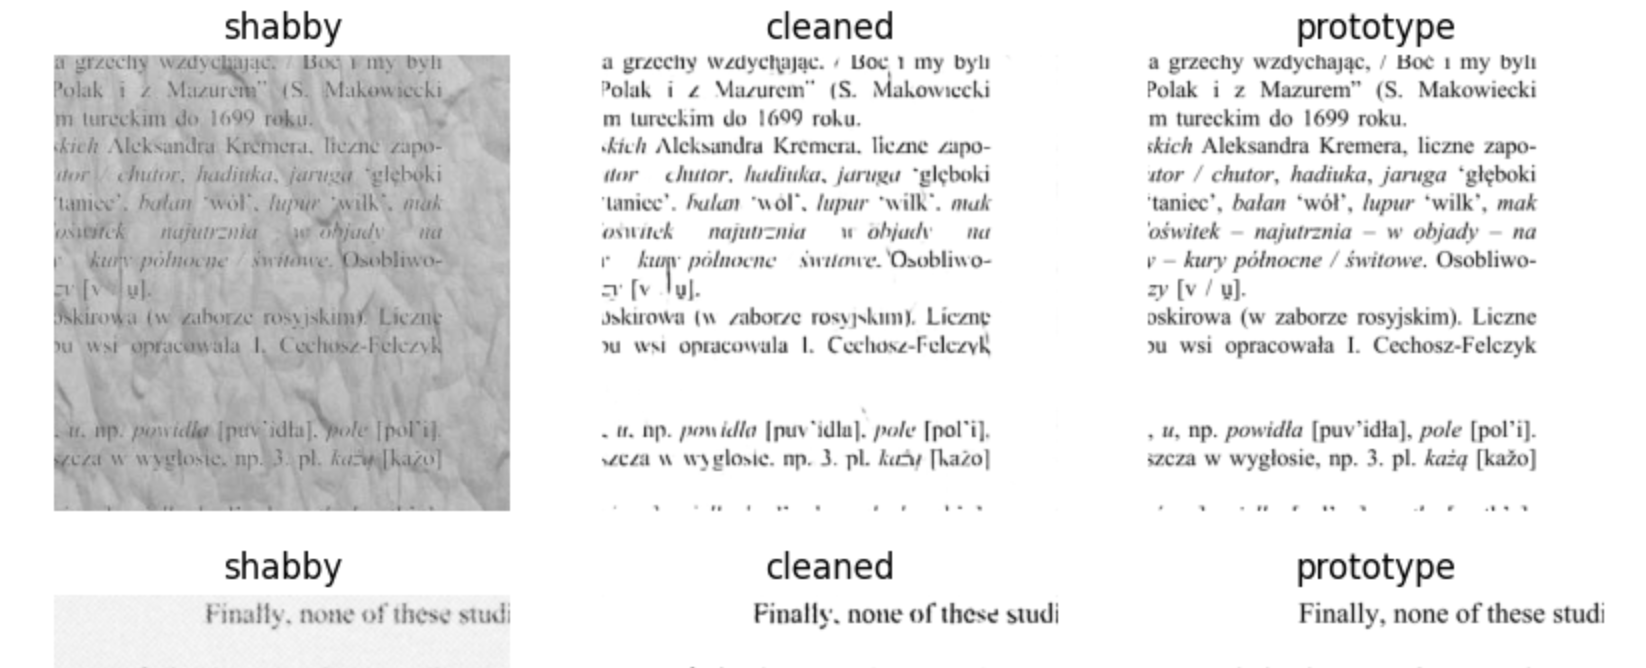 shabby
cleaned
prototype
a grzechy wzdychając. / Boć ı my byli
Polak i z Mazurem” (S. Makowiecki
m tureckim do 1699 roku.
kich Aleksandra Kremera, liczne zapo-
utor / chutor, hadiuka, jaruga ‘głęboki
‘taniec’, bałan ‘wół’, lupur ‘wilk’, mak
oświtek najutrznia w objady na
kury północne / świtowe. Osobliwo-
zy [v / u̯].
oskirowa (w zaborze rosyjskim). Liczne
ou wsi opracowała I. Cechosz-Felczyk
. u, np. powidła [puv’idła], pole [pol’i].
szcza w wygłosie, np. 3. pl. każą [kažo]
a grzechy wzdychając. / Boć ı my byli
Polak i z Mazurem” (S. Makowiecki
m tureckim do 1699 roku.
kich Aleksandra Kremera, liczne zapo-
utor chutor, hadiuka, jaruga ‘głęboki
‘taniec’, bałan ‘wół’, lupur ‘wilk’, mak
oświtek najutrznia w objady na
kury północne świtowe. Osobliwo-
zy [v u̯].
oskirowa (w zaborze rosyjskim). Liczne
ou wsi opracowala I. Cechosz-Felczyk
. u, np. powidla [puv’idla], pole [pol’i].
szcza w wyglosie, np. 3. pl. każą [kažo]
a grzechy wzdychając, / Boć ı my byli
Polak i z Mazurem” (S. Makowiecki
m tureckim do 1699 roku.
skich Aleksandra Kremera, liczne zapo-
utor / chutor, hadiuka, jaruga ‘głęboki
‘taniec’, bałan ‘wół’, lupur ‘wilk’, mak
oświtek – najutrznia – w objady – na
v – kury północne / świtowe. Osobliwo-
zy [v / u̯].
oskirowa (w zaborze rosyjskim). Liczne
ou wsi opracowała I. Cechosz-Felczyk
, u, np. powidła [puv’idła], pole [pol’i].
szcza w wygłosie, np. 3. pl. każą [kažo]
shabby
cleaned
prototype
Finally, none of these studi
Finally, none of these studi
Finally, none of these studi